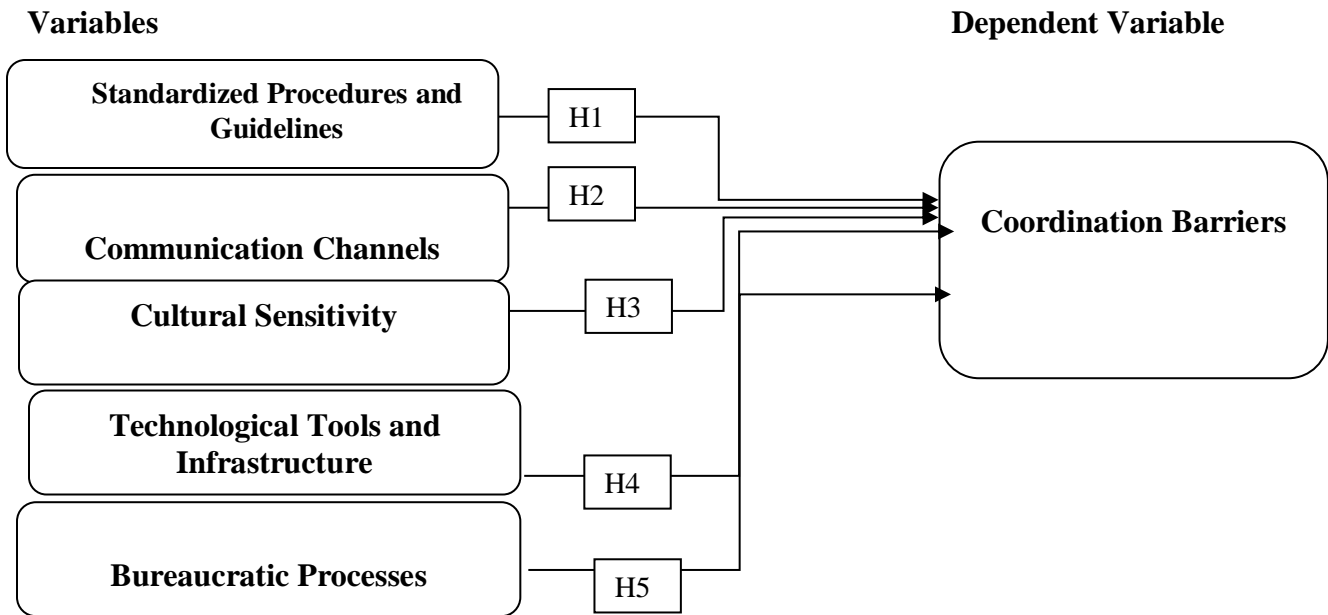 Variables
Dependent Variable
Standardized Procedures and
Guidelines
H1
Communication Channels
H2
Cultural Sensitivity
H3
Technological Tools and
Infrastructure
H4
Bureaucratic Processes
H5
Coordination Barriers